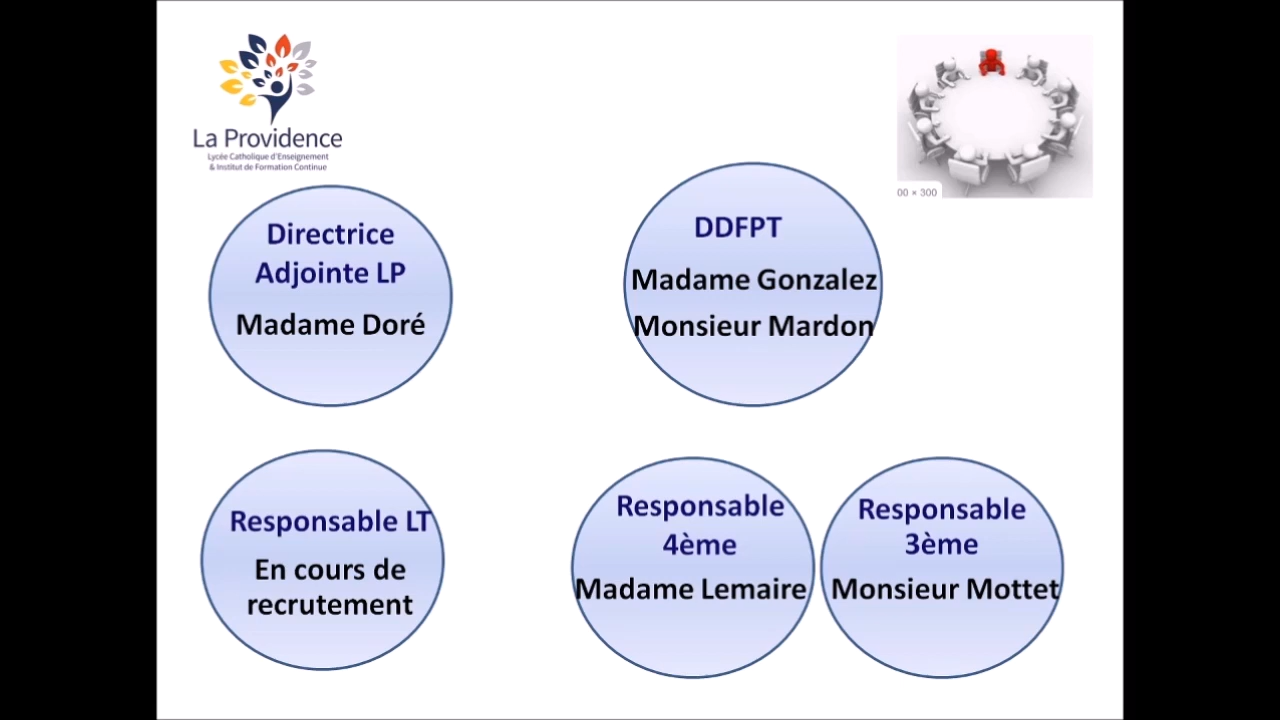 La Providence
Lycée Catholique d'Enseignement
& Institut de Formation Continue
00 × 300
Directrice
Adjointe LP
Madame Doré
DDFPT
Madame Gonzalez
Monsieur Mardon
Responsable LT
En cours de
recrutement
Responsable
4ème
Madame Lemaire
Responsable
3ème
Monsieur Mottet